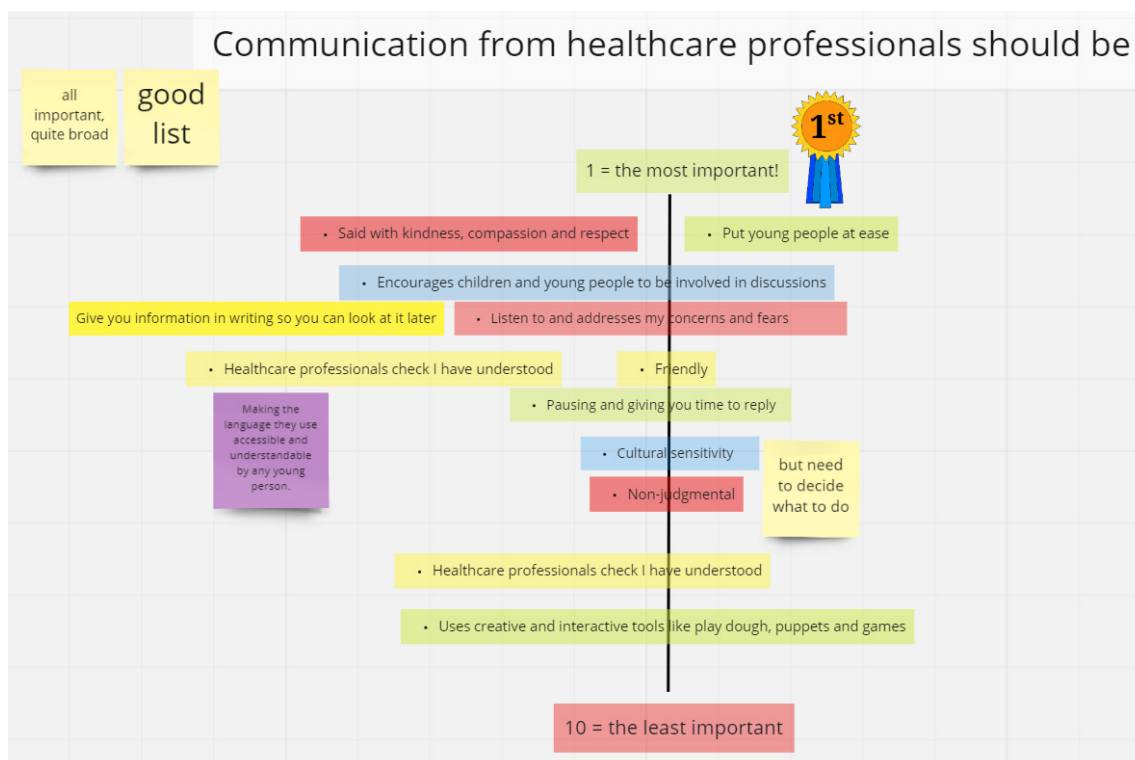 Communication from healthcare professionals should be
all
important,
quite broad
good
list
1st
1 = the most important!
• Said with kindness, compassion and respect
• Put young people at ease
• Encourages children and young people to be involved in discussions
Give you information in writing so you can look at it later
• Listen to and addresses my concerns and fears
• Healthcare professionals check I have understood
• Friendly
• Pausing and giving you time to reply
Making the
language they use
accessible and
understandable
by any young
person.
• Cultural sensitivity
• Non-judgmental
but need
to decide
what to do
• Healthcare professionals check I have understood
• Uses creative and interactive tools like play dough, puppets and games
10 = the least important